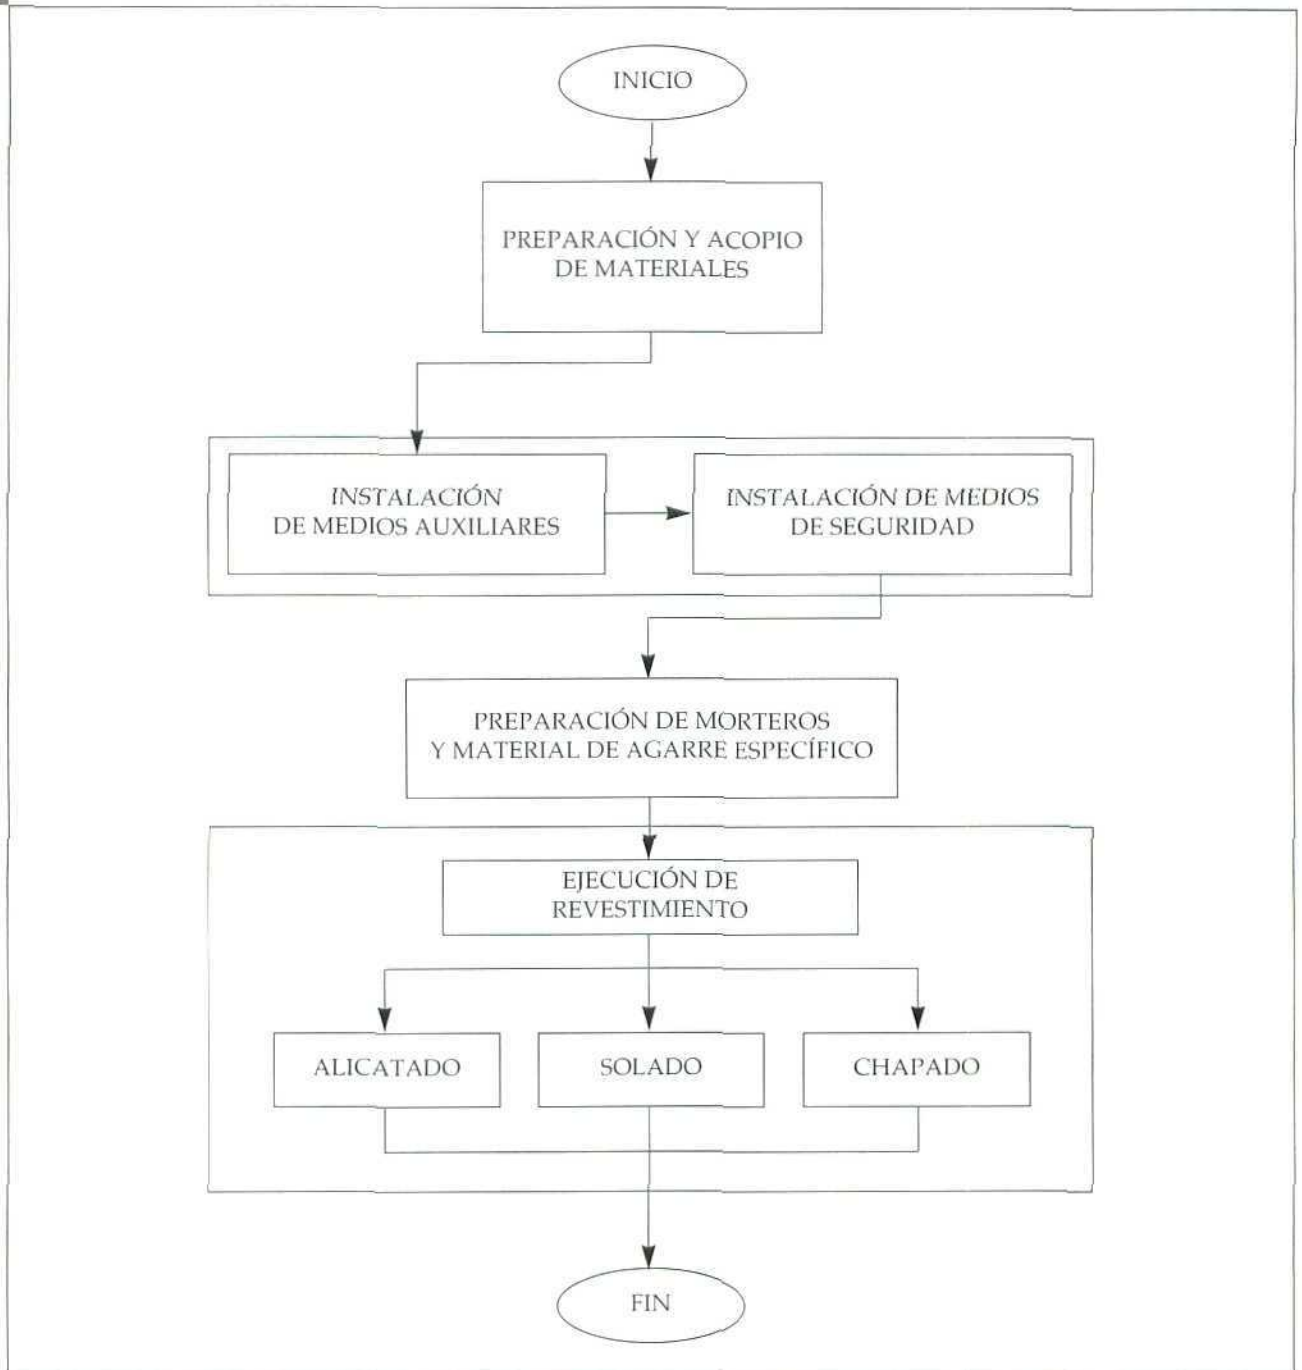 INICIO
PREPARACIÓN Y ACOPIO
DE MATERIALES
INSTALACIÓN
DE MEDIOS AUXILIARES
INSTALACIÓN DE MEDIOS
DE SEGURIDAD
PREPARACIÓN DE MORTEROS
Y MATERIAL DE AGARRE ESPECÍFICO
EJECUCIÓN DE
REVESTIMIENTO
ALICATADO
SOLADO
CHAPADO
FIN